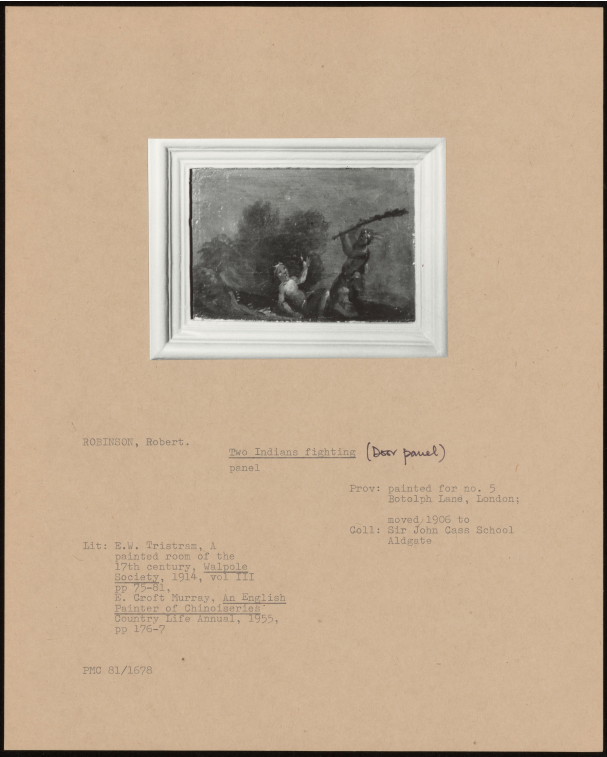 ROBINSON, Robert.
Two Indians fighting (Door panel)
panel
Prov: painted for no. 5
Botolph Lane, London;
moved 1906 to
Coll: Sir John Cass School
Aldgate
Lit: E.W. Tristram, A
painted room of the
17th century, Walpole
Society, 1914, vol III
pp 75-81,
E. Croft Murray, An English
Painter of Chinoiseries
Country Life Annual, 1955,
pp 176-7
PMC 81/1678